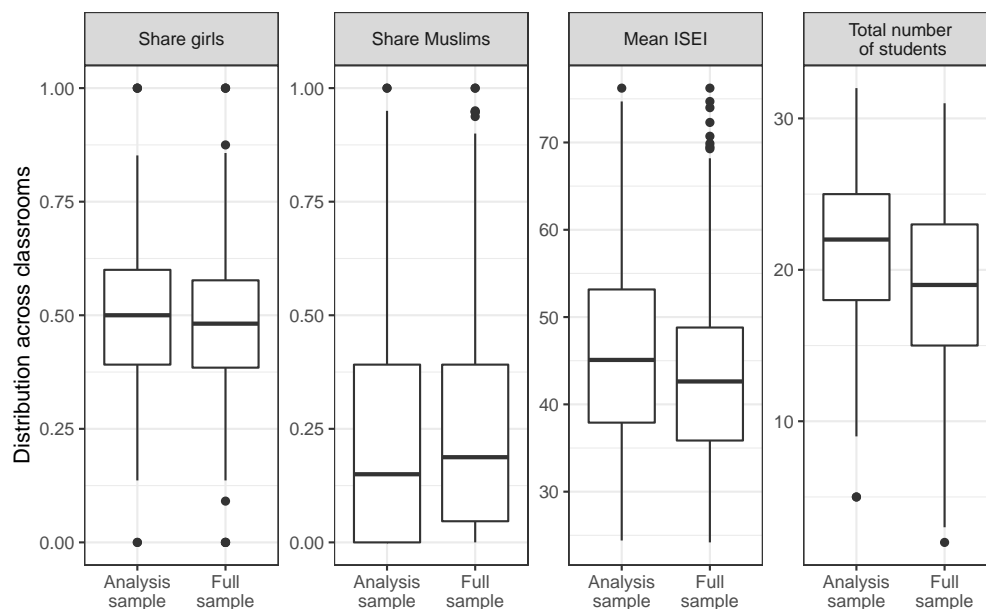 Share girls
Share Muslims
Mean ISEI
Total number
of students
Distribution across classrooms
1.00
0.75
0.50
0.25
0.00
Analysis
sample
Full
sample
1.00
0.75
0.50
0.25
0.00
Analysis
sample
Full
sample
70
60
50
40
30
Analysis
sample
Full
sample
30
20
10
Analysis
sample
Full
sample